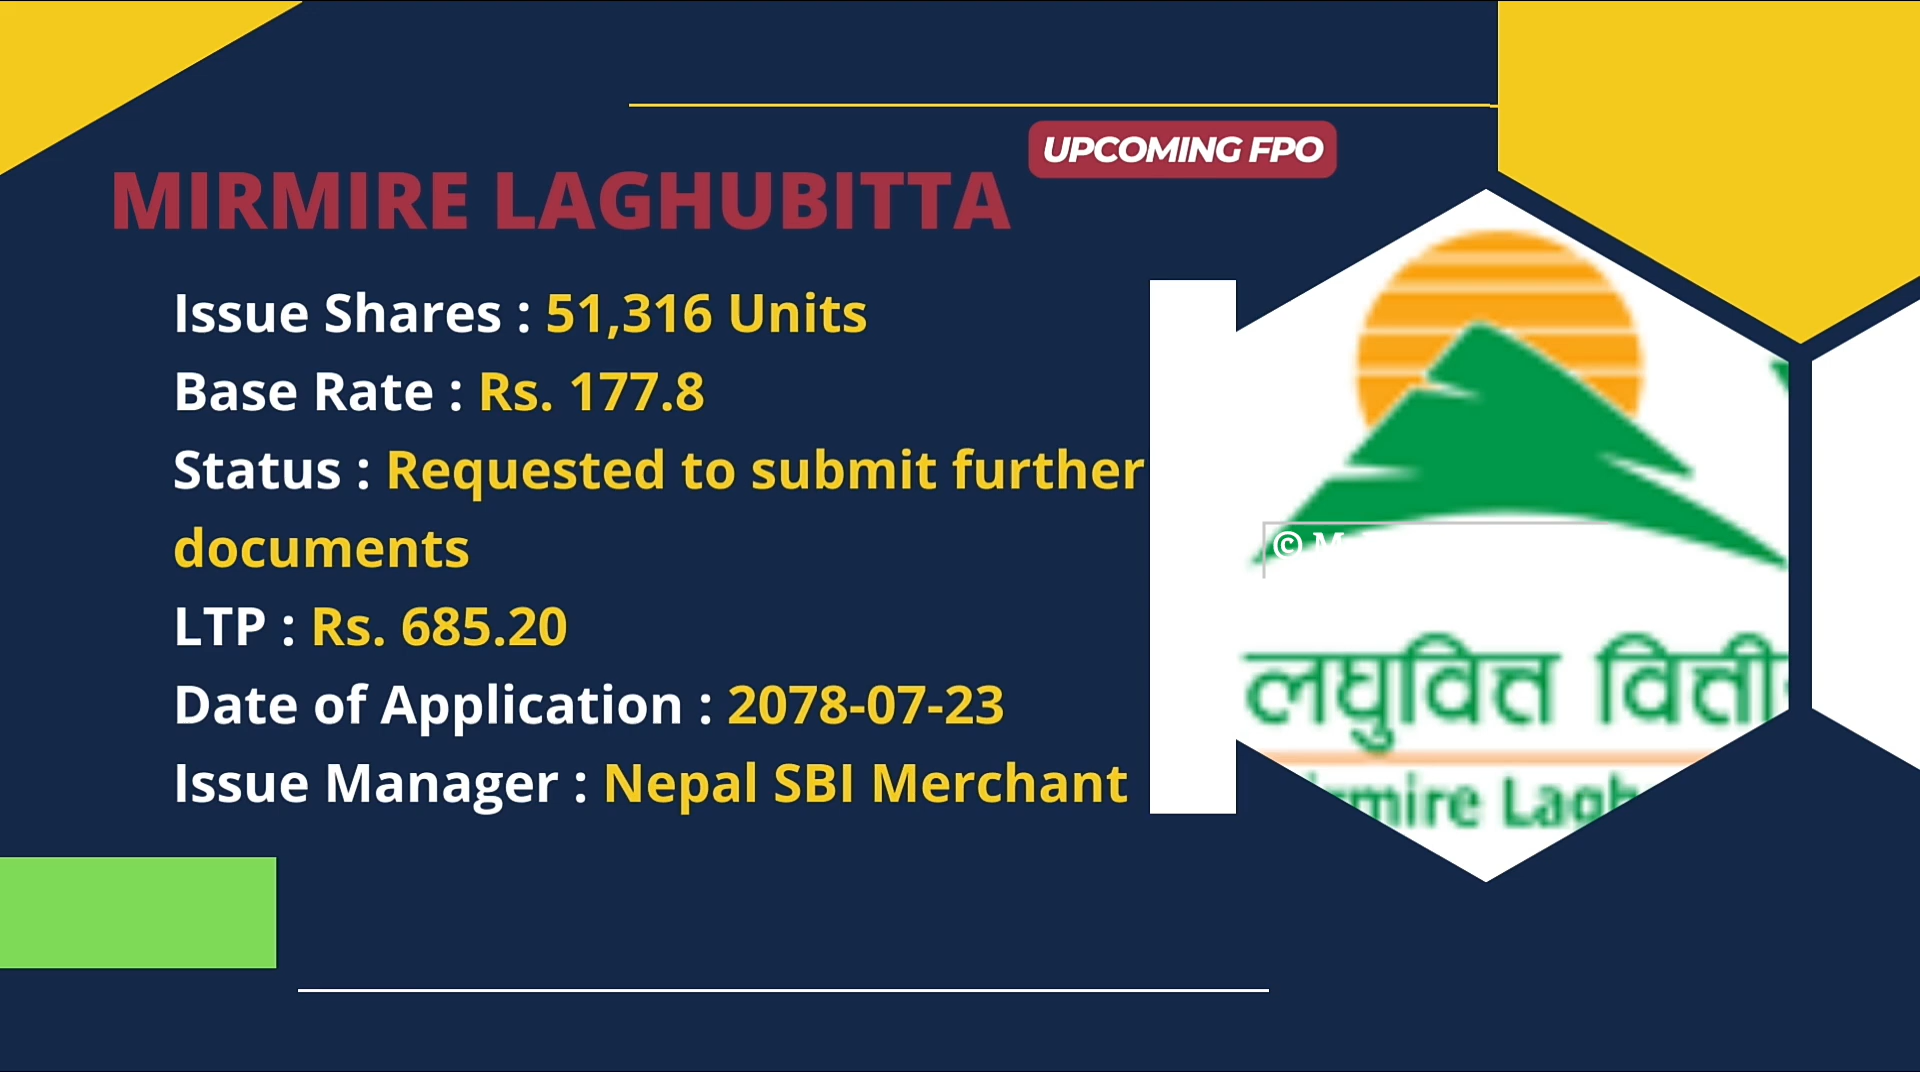 UPCOMING FPO
MIRMIRE LAGHUBITTA
Issue Shares : 51,316 Units
Base Rate : Rs. 177.8
Status : Requested to submit further
documents
LTP : Rs. 685.20
Date of Application : 2078-07-23
Issue Manager : Nepal SBI Merchant
©
लघुवित्त